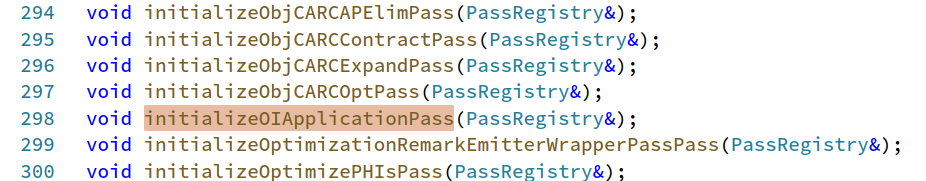 294 void initializeObjCARCAPElimPass(PassRegistry&);
295 void initializeObjCARCContractPass(PassRegistry&);
296 void initializeObjCARCExpandPass(PassRegistry&);
297 void initializeObjCARCOptPass(PassRegistry&);
298 void initializeOIApplicationPass(PassRegistry&);
299 void initializeOptimizationRemarkEmitterWrapperPassPass(PassRegistry&);
300 void initializeOptimizePHIsPass(PassRegistry&);